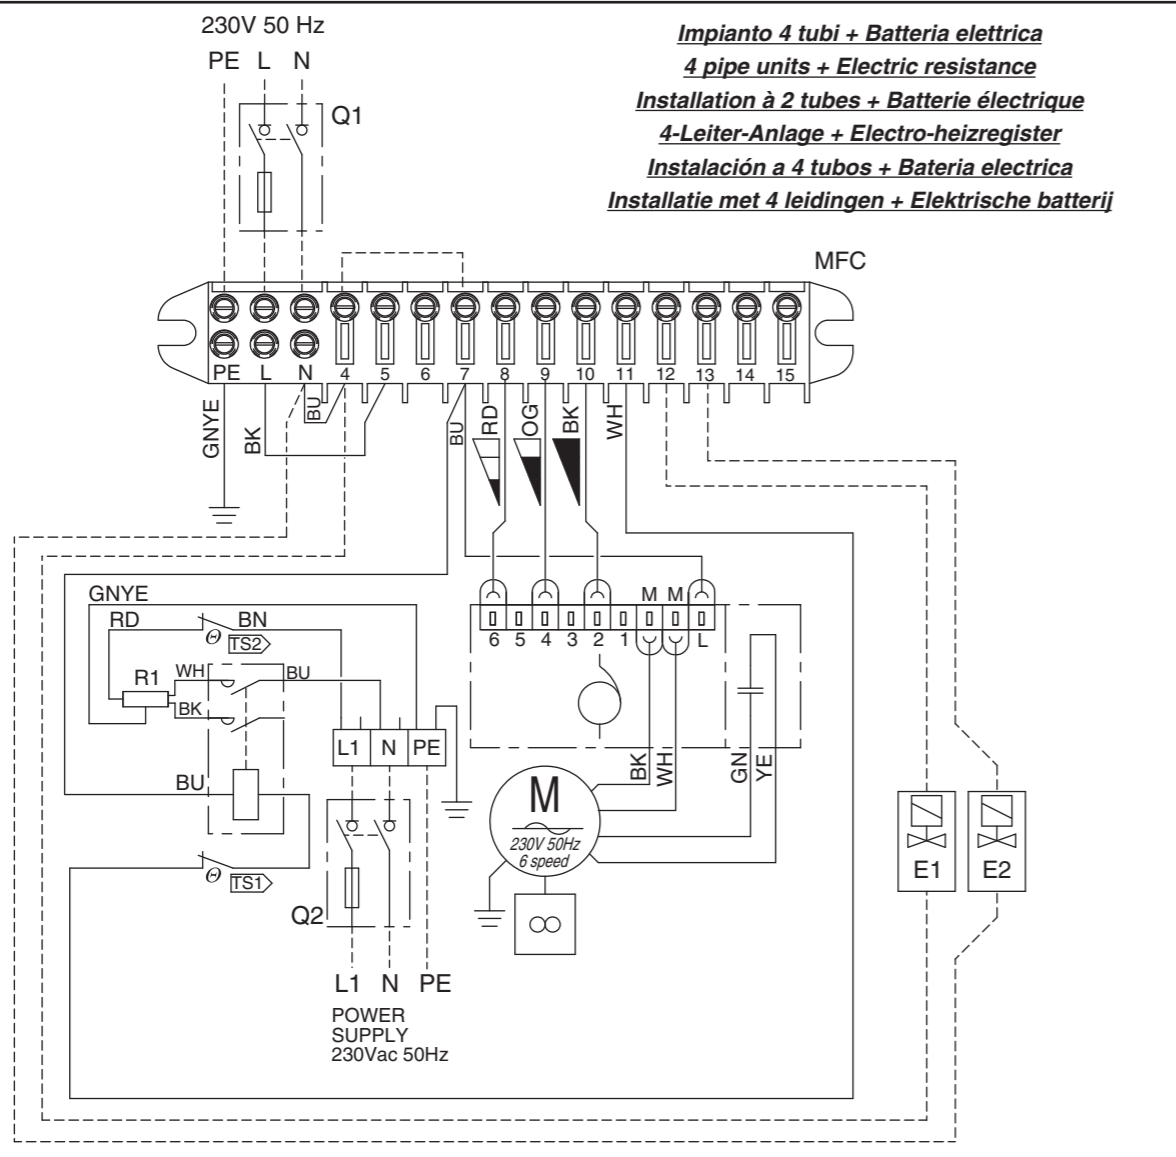 230V 50 Hz
PE L N
Q1
Impianto 4 tubi + Batteria elettrica
4 pipe units + Electric resistance
Installation à 2 tubes + Batterie électrique
4-Leiter-Anlage + Electro-heizregister
Instalación a 4 tubos + Bateria electrica
Installatie met 4 leidingen + Elektrische batterij
MFC
PE L N 4 5 6 7 8 9 10 11 12 13 14 15
GNYE
BK
BU
BU
RD
OG
BK
WH
GNYE
RD
BN
TS2
R1
WH
BU
BK
BU
TS1
L1 N PE
Q2
L1 N PE
POWER
SUPPLY
230Vac 50Hz
M M
6 5 4 3 2 1 L
BK
WH
GN
YE
M
230V 50Hz
6 speed
E1
E2